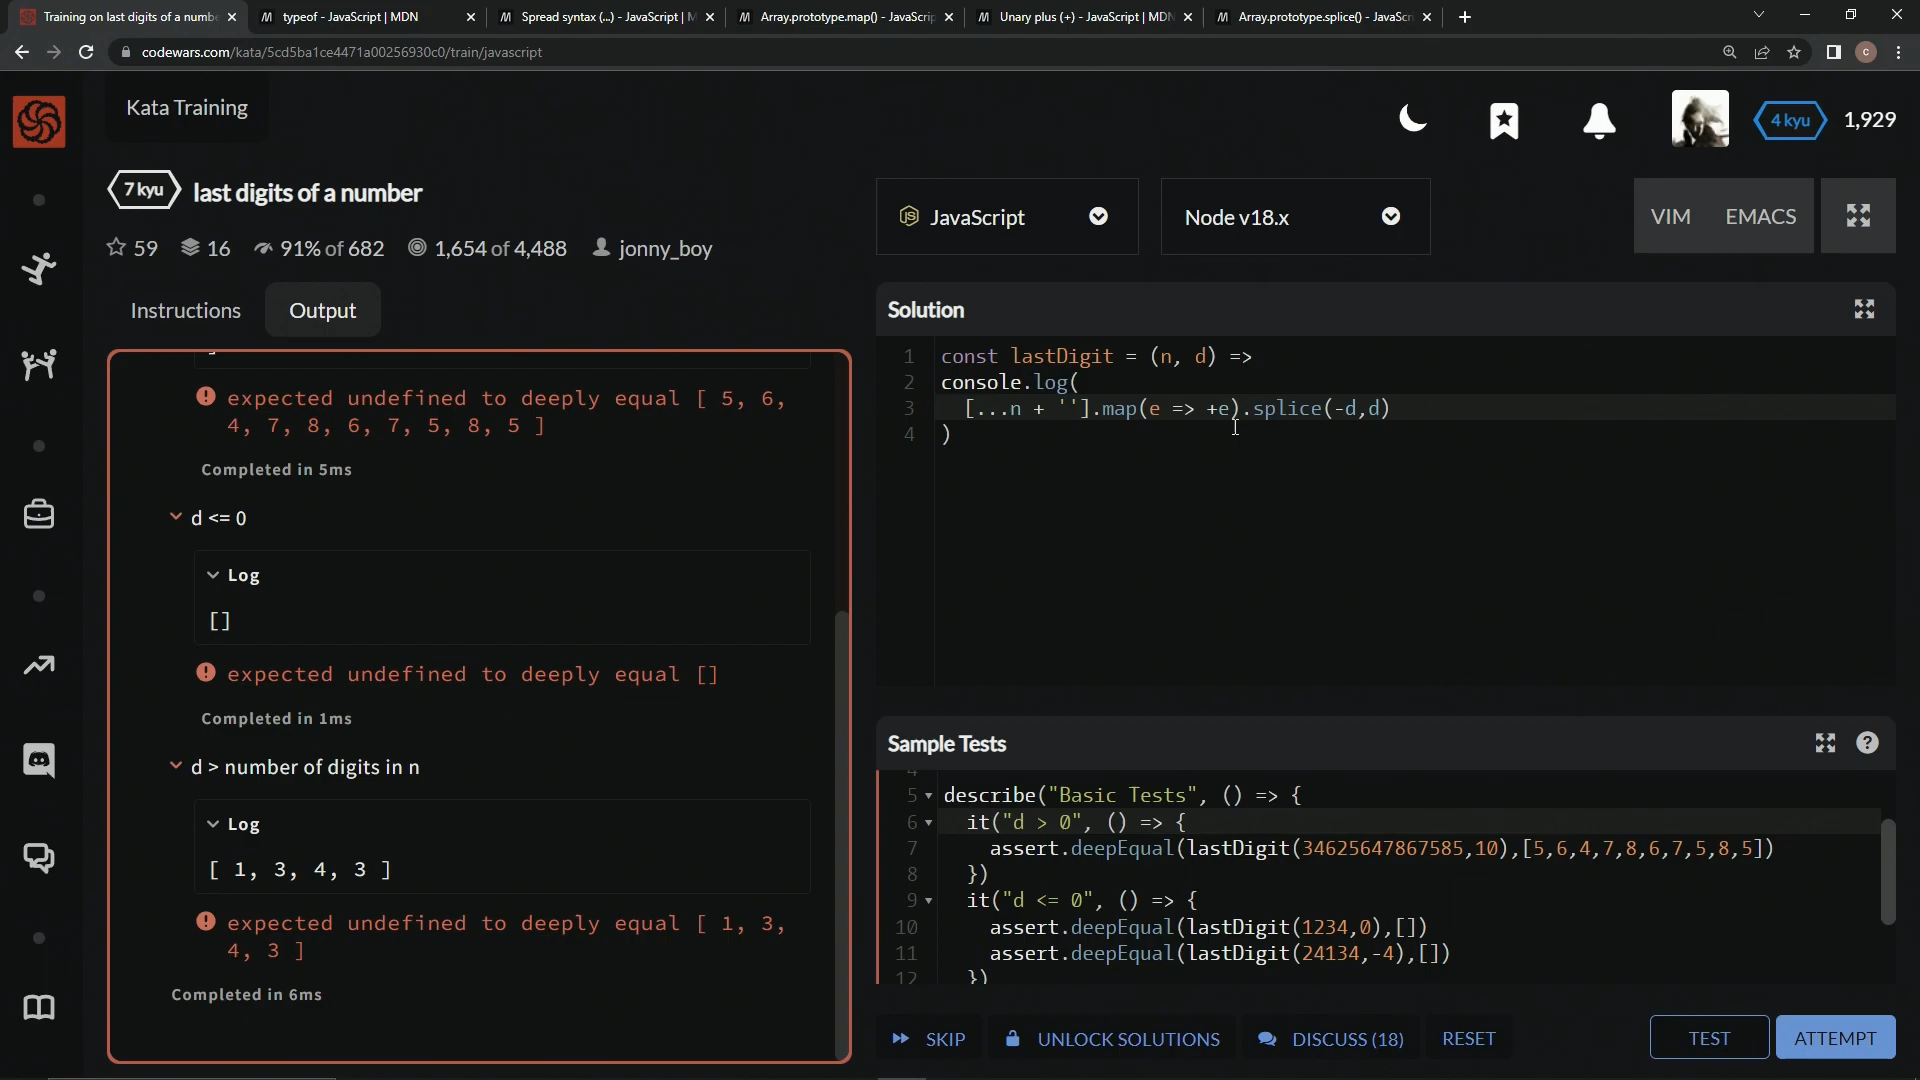 Training on last digits of a numbe
typeof - JavaScript | MDN
Spread syntax (...) - JavaScript | M
Array.prototype.map() - JavaScrip
Unary plus (+) - JavaScript | MDN
Array.prototype.splice() - JavaScri
codewars.com/kata/5cd5ba1ce4471a00256930c0/train/javascript
C
Kata Training
4 kyu
1,929
7 kyu
last digits of a number
59
16
91% of 682
1,654 of 4,488
jonny_boy
JavaScript
Node v18.x
VIM
EMACS
Instructions
Output
]
expected undefined to deeply equal [ 5, 6,
4, 7, 8, 6, 7, 5, 8, 5 ]
Completed in 5ms
d <= 0
Log
[]
expected undefined to deeply equal []
Completed in 1ms
d > number of digits in n
Log
[ 1, 3, 4, 3 ]
expected undefined to deeply equal [ 1, 3,
4, 3 ]
Completed in 6ms
Solution
1 const lastDigit = (n, d) =>
2 console.log(
3 [...n + ''].map(e => +e).splice(-d,d)
4 )
Sample Tests
4
5 describe("Basic Tests", () => {
6 it("d > 0", () => {
7 assert.deepEqual(lastDigit(34625647867585,10),[5,6,4,7,8,6,7,5,8,5])
8 })
9 it("d <= 0", () => {
10 assert.deepEqual(lastDigit(1234,0),[])
11 assert.deepEqual(lastDigit(24134,-4),[])
12 })
SKIP
UNLOCK SOLUTIONS
DISCUSS (18)
RESET
TEST
ATTEMPT